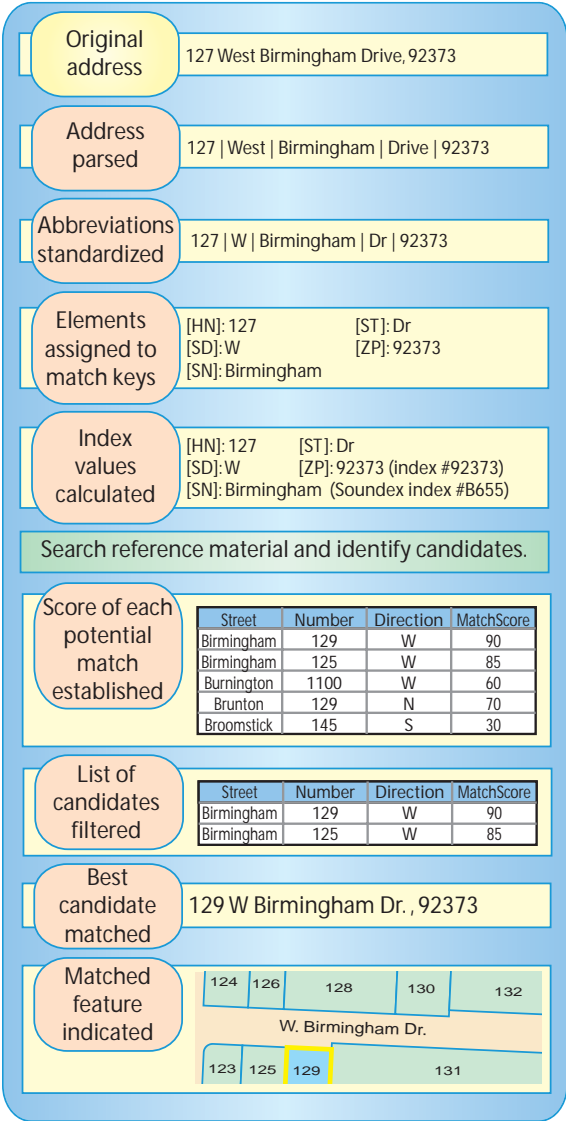 Original
address
127 West Birmingham Drive, 92373
Address
parsed
127 | West | Birmingham | Drive | 92373
Abbreviations
standardized
127 | W | Birmingham | Dr | 92373
Elements
assigned to
match keys
[HN]: 127 [ST]: Dr
[SD]: W [ZP]: 92373
[SN]: Birmingham
Index
values
calculated
[HN]: 127 [ST]: Dr
[SD]: W [ZP]: 92373 (index #92373)
[SN]: Birmingham (Soundex index #B655)
Search reference material and identify candidates.
Score of each
potential
match
established
Street Number Direction MatchScore
Birmingham 129 W 90
Birmingham 125 W 85
Burnington 1100 W 60
Brunton 129 N 70
Broomstick 145 S 30
List of
candidates
filtered
Street Number Direction MatchScore
Birmingham 129 W 90
Birmingham 125 W 85
Best
candidate
matched
129 W Birmingham Dr. , 92373
Matched
feature
indicated
124 126 128 130 132
W. Birmingham Dr.
123 125 129 131